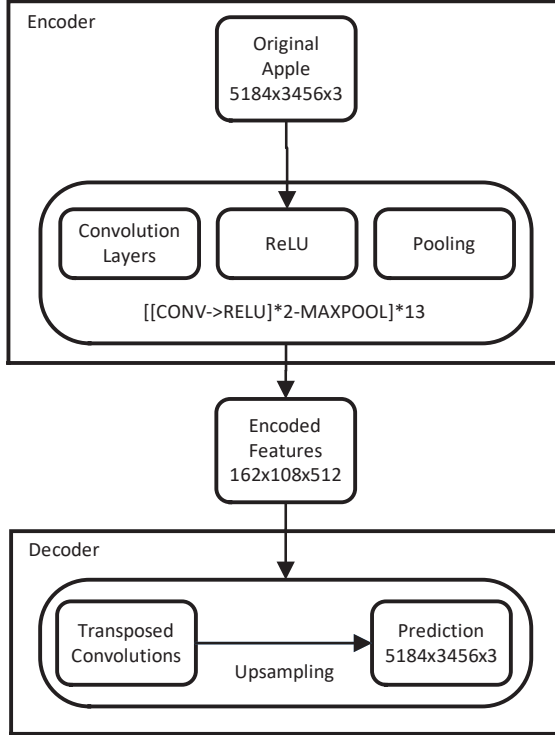 Encoder
Original
Apple
5184x3456x3
Convolution
Layers
ReLU
Pooling
[[CONV->RELU]*2-MAXPOOL]*13
Encoded
Features
162x108x512
Decoder
Transposed
Convolutions
Upsampling
Prediction
5184x3456x3